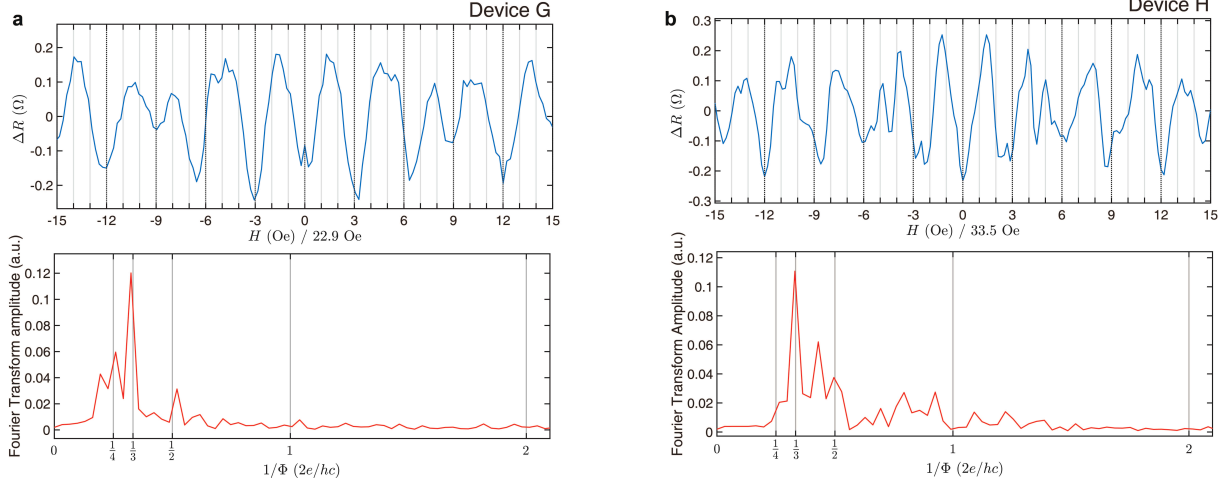 a
Device G
0.2
0.1
0
-0.1
-0.2
ΔR (Ω)
-15 -12 -9 -6 -3 0 3 6 9 12 15
H (Oe) / 22.9 Oe
0.12
0.1
0.08
0.06
0.04
0.02
0
Fourier Transform amplitude (a.u.)
0 1/4 1/3 1/2 1 2
1/Φ (2e/hc)
b
Device H
0.3
0.2
0.1
0
-0.1
-0.2
-0.3
ΔR (Ω)
-15 -12 -9 -6 -3 0 3 6 9 12 15
H (Oe) / 33.5 Oe
0.12
0.1
0.08
0.06
0.04
0.02
0
Fourier Transform Amplitude (a.u.)
0 1/4 1/3 1/2 1 2
1/Φ (2e/hc)